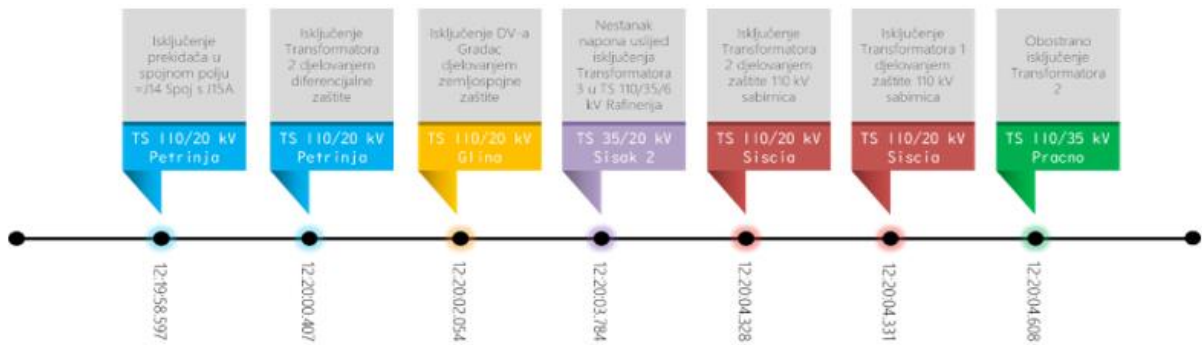 Isključenje
prekidača u
spojnom polju
=J14 Spoj s J15A
TS 110/20 kV
Petrinja
Isključenje
Transformatora
2 djelovanjem
diferencijalne
zaštite
TS 110/20 kV
Petrinja
Isključenje DV-a
Gradac
djelovanjem
zemljospojne
zaštite
TS 110/20 kV
Glina
Nestanak
napona uslijed
isključenja
Transformatora
3 u TS 110/35/6
kV Rafinerija
TS 35/20 kV
Sisak 2
Isključenje
Transformatora
2 djelovanjem
zaštite 110 kV
sabirnica
TS 110/20 kV
Siscia
Isključenje
Transformatora 1
djelovanjem
zaštite 110 kV
sabirnica
TS 110/20 kV
Siscia
Obostrano
isključenje
Transformatora
2
TS 110/35 kV
Pracno
12:19:58.597
12:20:00.407
12:20:02.054
12:20:03.784
12:20:04.328
12:20:04.331
12:20:04.608